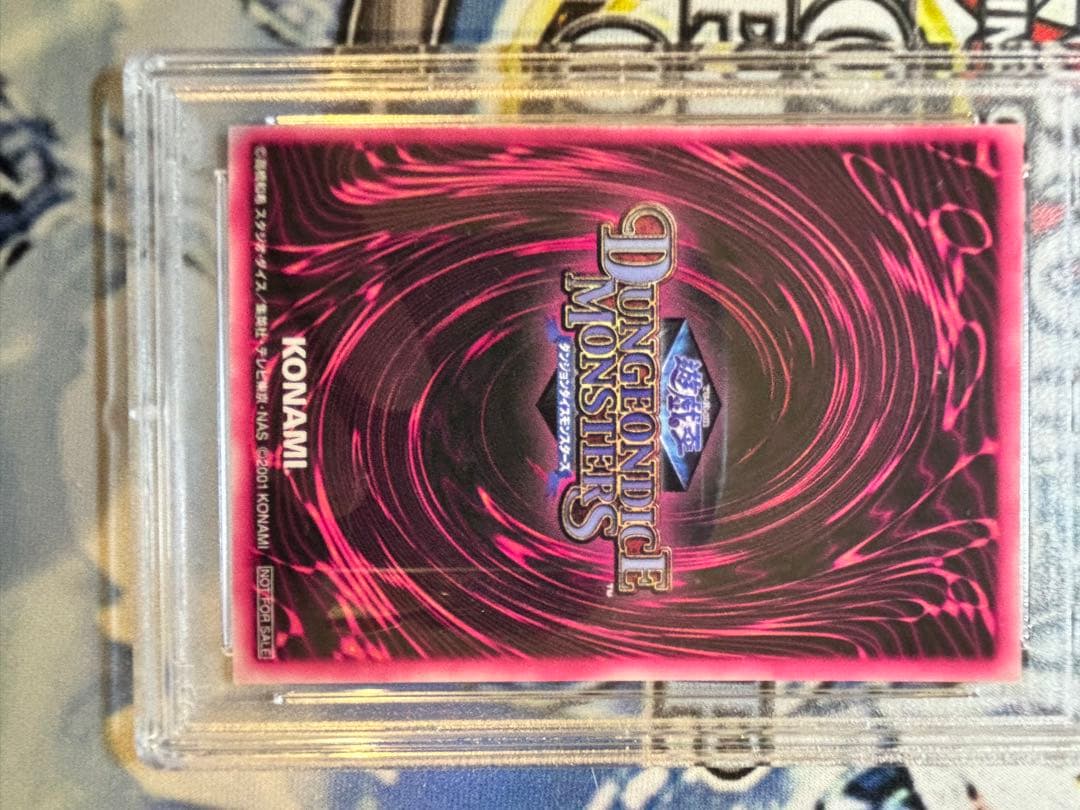 遊戯王
DUNGEONDICE
MONSTERS
TM
ダンジョンダイスモンスターズ
KONAMI
©高橋和希 スタジオ・ダイス/集英社・テレビ東京・NAS ©2001 KONAMI
NOT FOR SALE